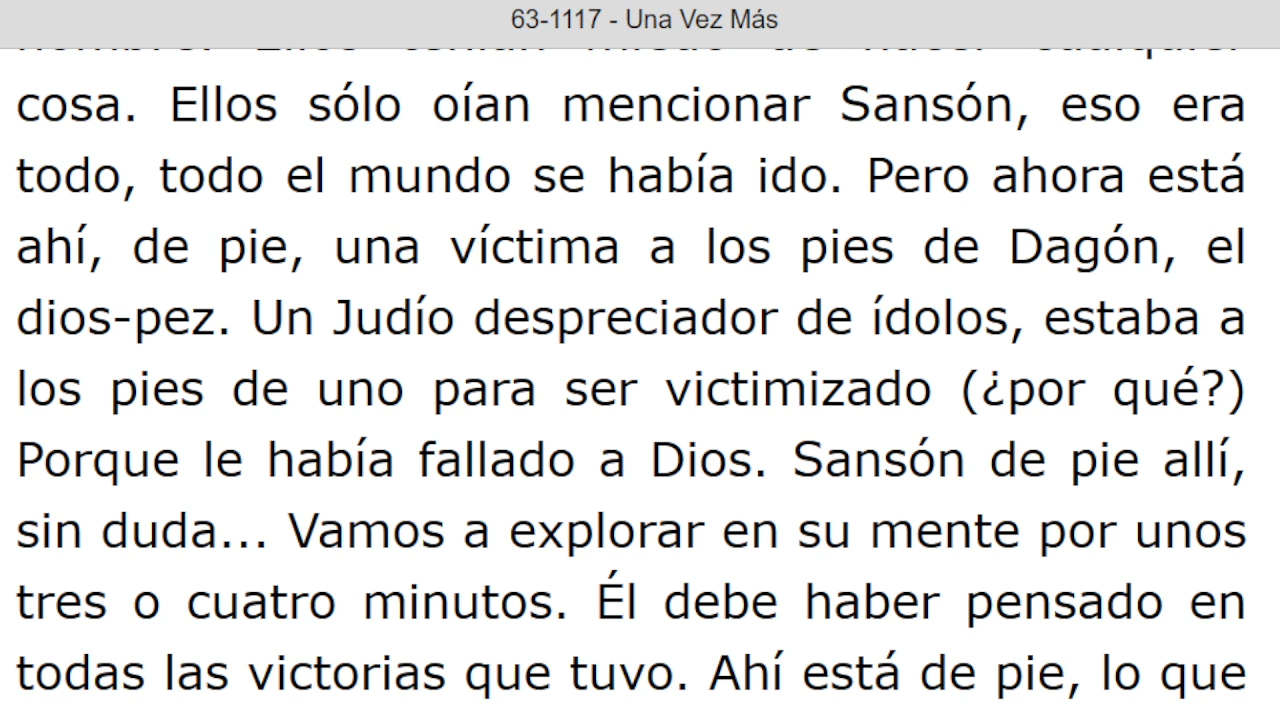 63-1117 - Una Vez Más
cosa. Ellos sólo oían mencionar Sansón, eso era
todo, todo el mundo se había ido. Pero ahora está
ahí, de pie, una víctima a los pies de Dagón, el
dios-pez. Un Judío despreciador de ídolos, estaba a
los pies de uno para ser victimizado (¿por qué?)
Porque le había fallado a Dios. Sansón de pie allí,
sin duda... Vamos a explorar en su mente por unos
tres o cuatro minutos. Él debe haber pensado en
todas las victorias que tuvo. Ahí está de pie, lo que